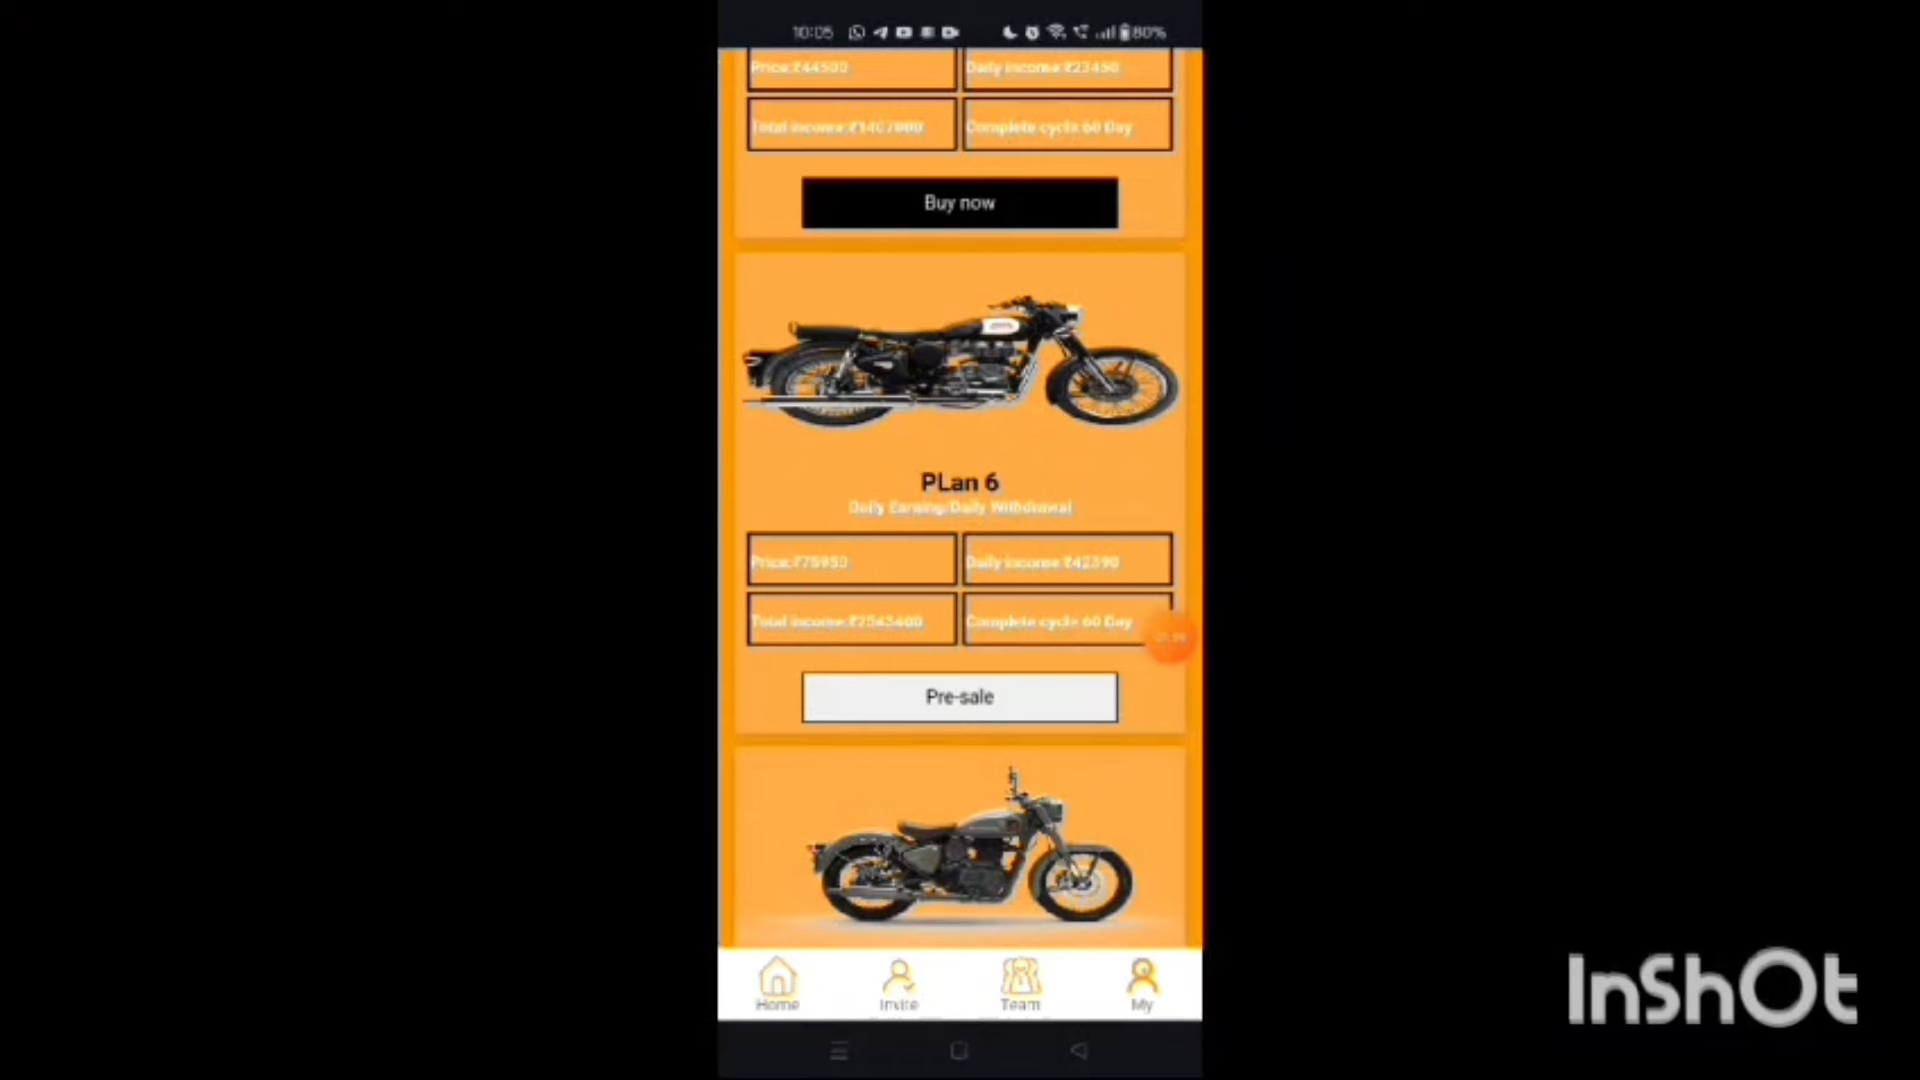 10:05 80%
Price:₹44500 Daily income:₹23450
Total income:₹1407000 Complete cycle:60 Day
Buy now
PLan 6
Daily Earning/Daily Withdrawal
Price:₹75950 Daily income:₹42390
Total income:₹2543400 Complete cycle:60 Day
Pre-sale
Home Invite Team My
InShOt